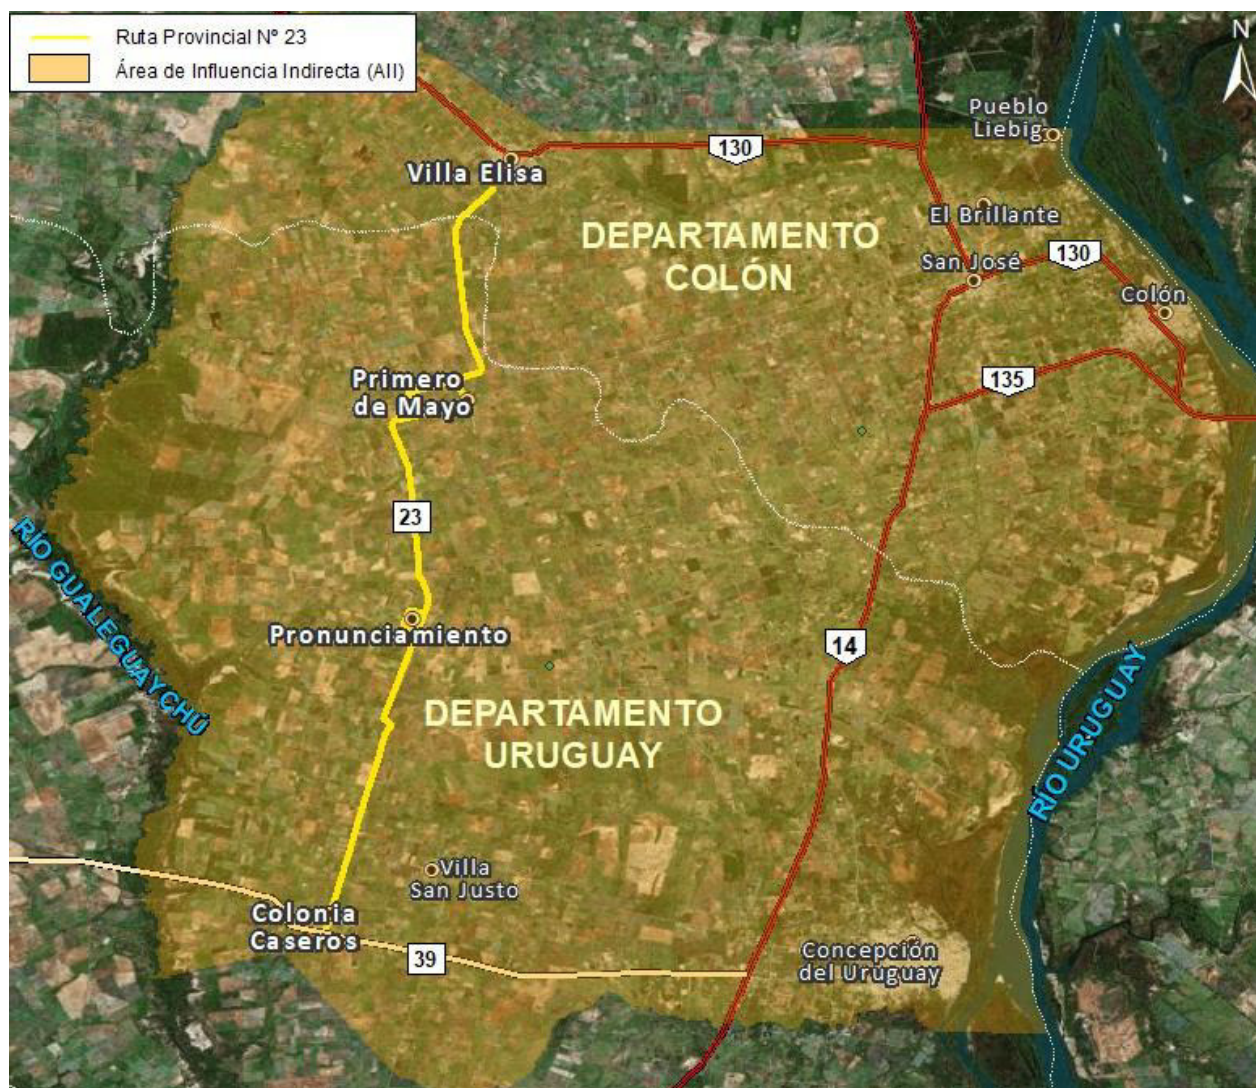 Ruta Provincial Nº 23
Área de Influencia Indirecta (AII)
N
Pueblo
Liebig
130
Villa Elisa
El Brillante
DEPARTAMENTO
COLÓN
San José
130
Colón
Primero
de Mayo
135
23
RÍO GUALEGUAYCHÚ
Pronunciamiento
14
RÍO URUGUAY
DEPARTAMENTO
URUGUAY
Villa
San Justo
Colonia
Caseros
39
Concepción
del Uruguay